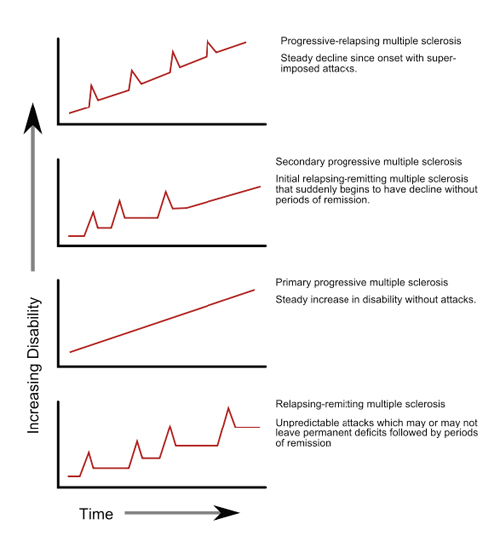 Progressive-relapsing multiple sclerosis
Steady decline since onset with super-
imposed attacks.
Secondary progressive multiple sclerosis
Initial relapsing-remitting multiple sclerosis
that suddenly begins to have decline without
periods of remission.
Primary progressive multiple sclerosis
Steady increase in disability without attacks.
Relapsing-remitting multiple sclerosis
Unpredictable attacks which may or may not
leave permanent deficits followed by periods
of remission
Increasing Disability
Time